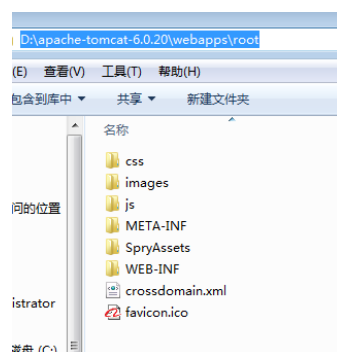 D:\apache-tomcat-6.0.20\webapps\root
(E) 查看(V) 工具(T) 帮助(H)
包含到库中 共享 新建文件夹
名称
css
images
js
问的位置
META-INF
SpryAssets
WEB-INF
istrator
crossdomain.xml
favicon.ico
磁盘 (C:)